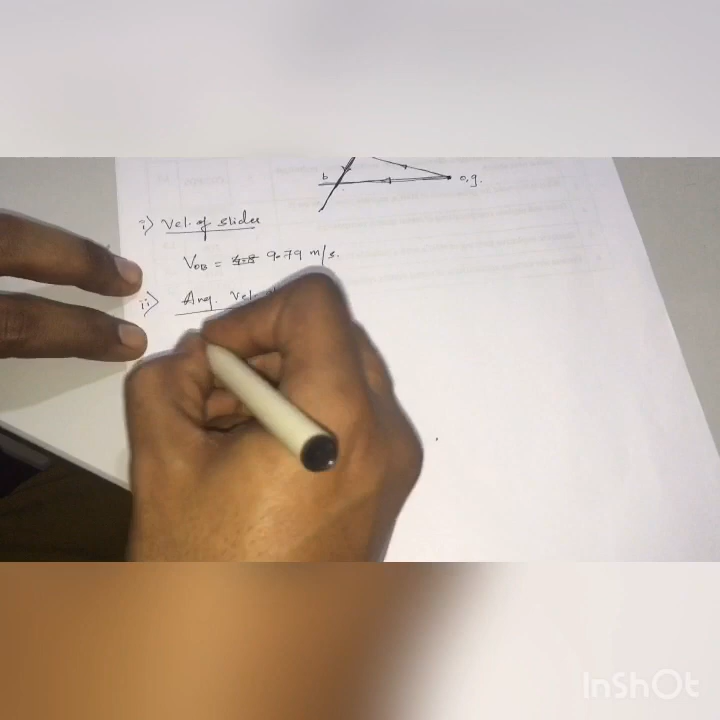 b
o,g.
i) Vel. of slider
VOB = 9.79 m/s.
ii) Ang. Vel.
InShOt